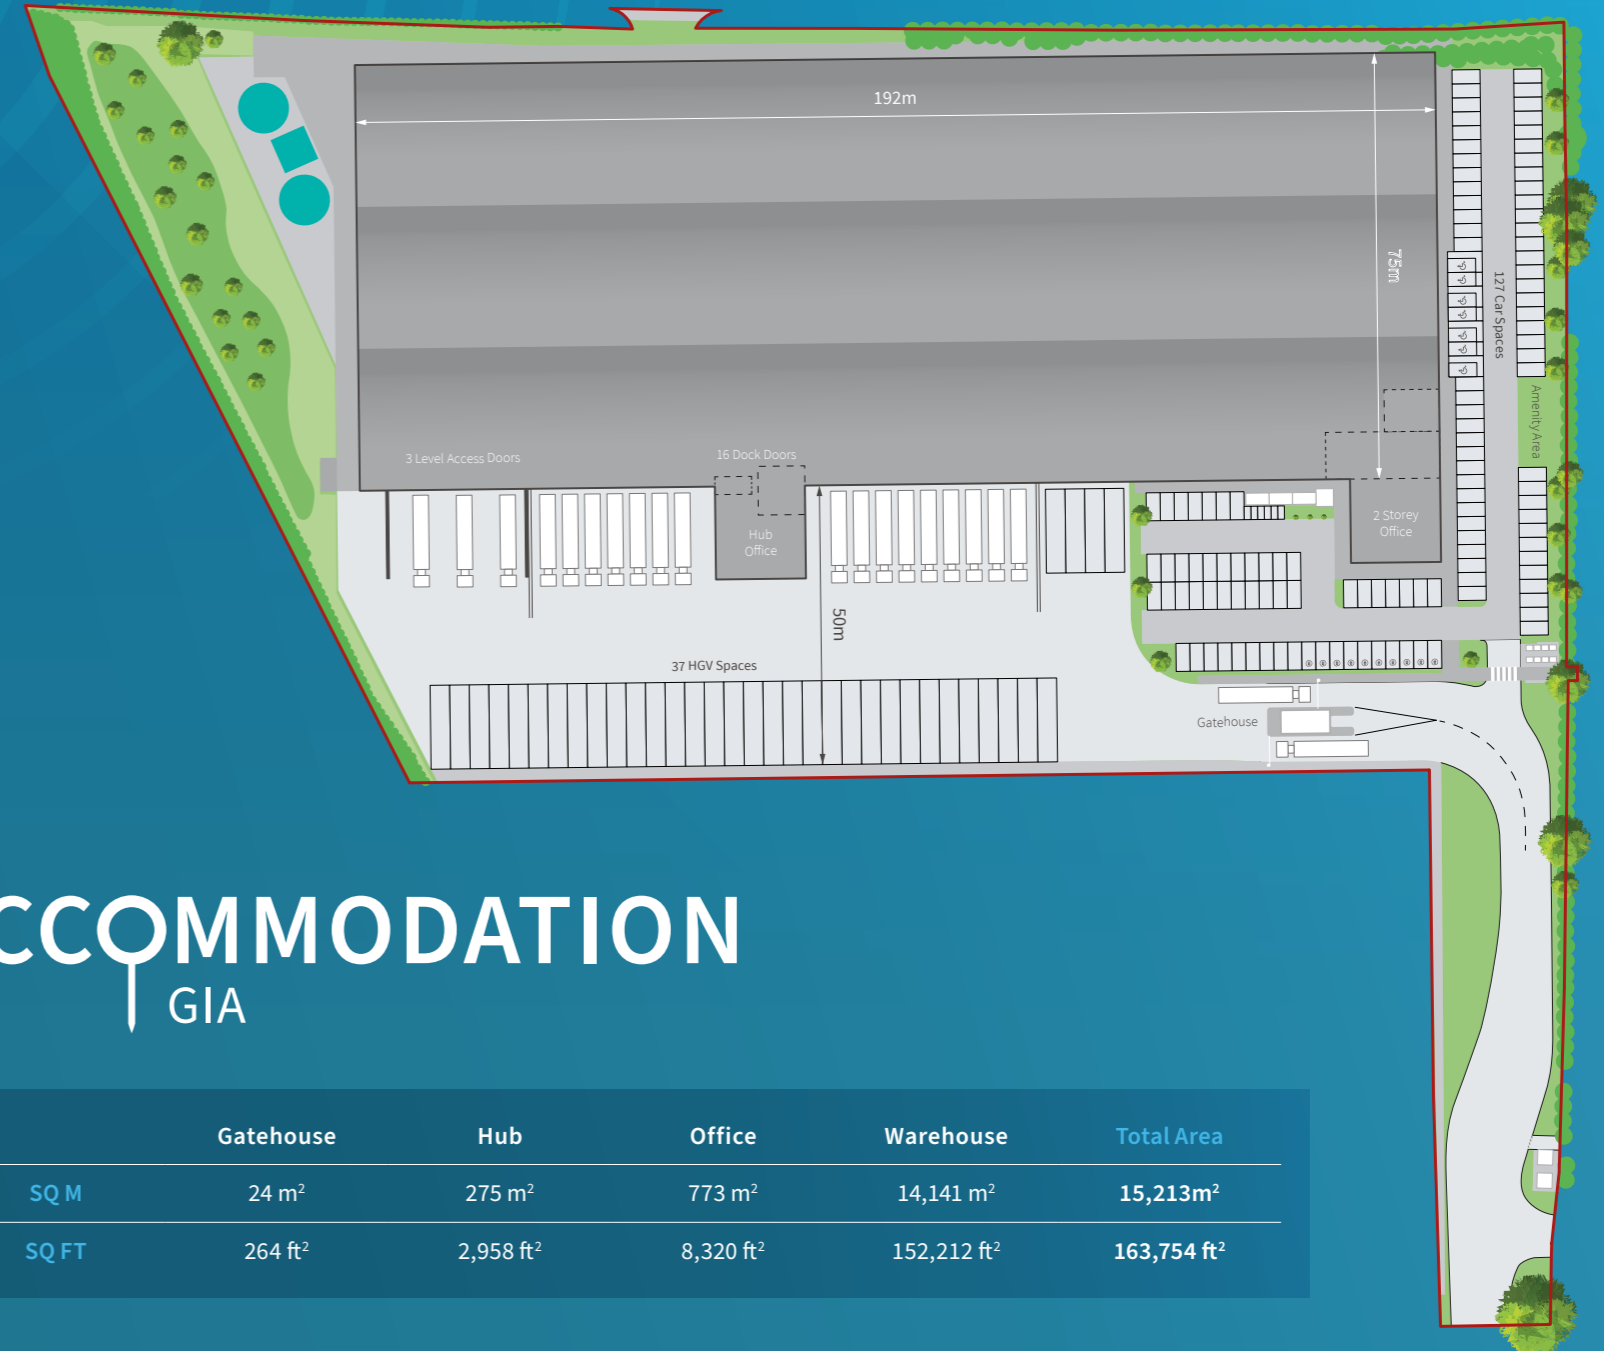 192m
75m
127 Car Spaces
Amenity Area
3 Level Access Doors
16 Dock Doors
Hub
Office
2 Storey
Office
50m
37 HGV Spaces
Gatehouse
CCOMMODATION
GIA
Gatehouse Hub Office Warehouse Total Area
SQ M 24 m² 275 m² 773 m² 14,141 m² 15,213m²
SQ FT 264 ft² 2,958 ft² 8,320 ft² 152,212 ft² 163,754 ft²